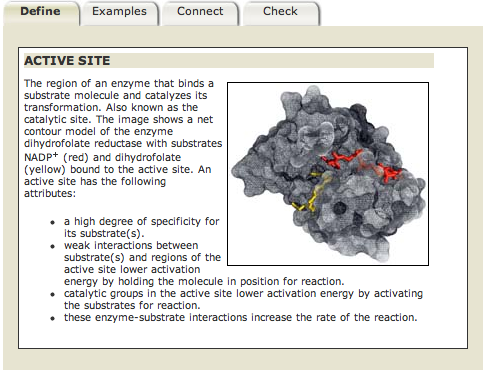 Define Examples Connect Check
ACTIVE SITE
The region of an enzyme that binds a
substrate molecule and catalyzes its
transformation. Also known as the
catalytic site. The image shows a net
contour model of the enzyme
dihydrofolate reductase with substrates
NADP+ (red) and dihydrofolate
(yellow) bound to the active site. An
active site has the following
attributes:
• a high degree of specificity for
its substrate(s).
• weak interactions between
substrate(s) and regions of the
active site lower activation
energy by holding the molecule in position for reaction.
• catalytic groups in the active site lower activation energy by activating
the substrates for reaction.
• these enzyme-substrate interactions increase the rate of the reaction.